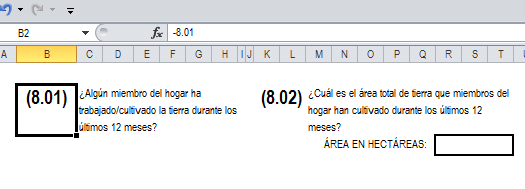 B2 fx -8.01
A B C D E F G H I J K L M N O P Q R S T
(8.01) ¿Algún miembro del hogar ha (8.02) ¿Cuál es el área total de tierra que miembros del
trabajado/cultivado la tierra durante los hogar han cultivado durante los últimos 12
últimos 12 meses? meses?
ÁREA EN HECTÁREAS: